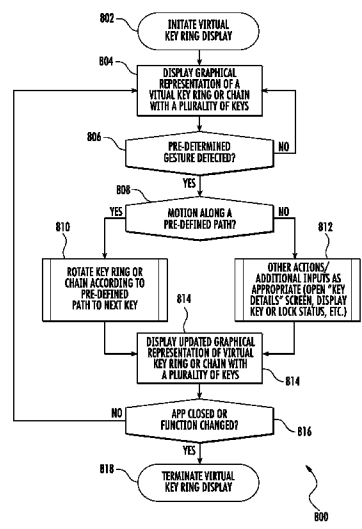 802
INITATE VIRTUAL
KEY RING DISPLAY
804
DISPLAY GRAPHICAL
REPRESENTATION OF A
VITUAL KEY RING OR CHAIN
WITH A PLURALITY OF KEYS
806
PRE-DETERMINED
GESTURE DETECTED?
NO
YES
808
MOTION ALONG A
PRE-DEFINED PATH?
YES
NO
810
ROTATE KEY RING OR
CHAIN ACCORDING TO
PRE-DEFINED
PATH TO NEXT KEY
812
OTHER ACTIONS/
ADDITIONAL INPUTS AS
APPROPRIATE (OPEN "KEY
DETAILS" SCREEN, DISPLAY
KEY OR LOCK STATUS, ETC.)
814
DISPLAY UPDATED GRAPHICAL
REPRESENTATION OF VIRTUAL
KEY RING OR CHAIN WITH
A PLURALITY OF KEYS
814
NO
APP CLOSED OR
FUNCTION CHANGED?
816
YES
818
TERMINATE VIRTUAL
KEY RING DISPLAY
800